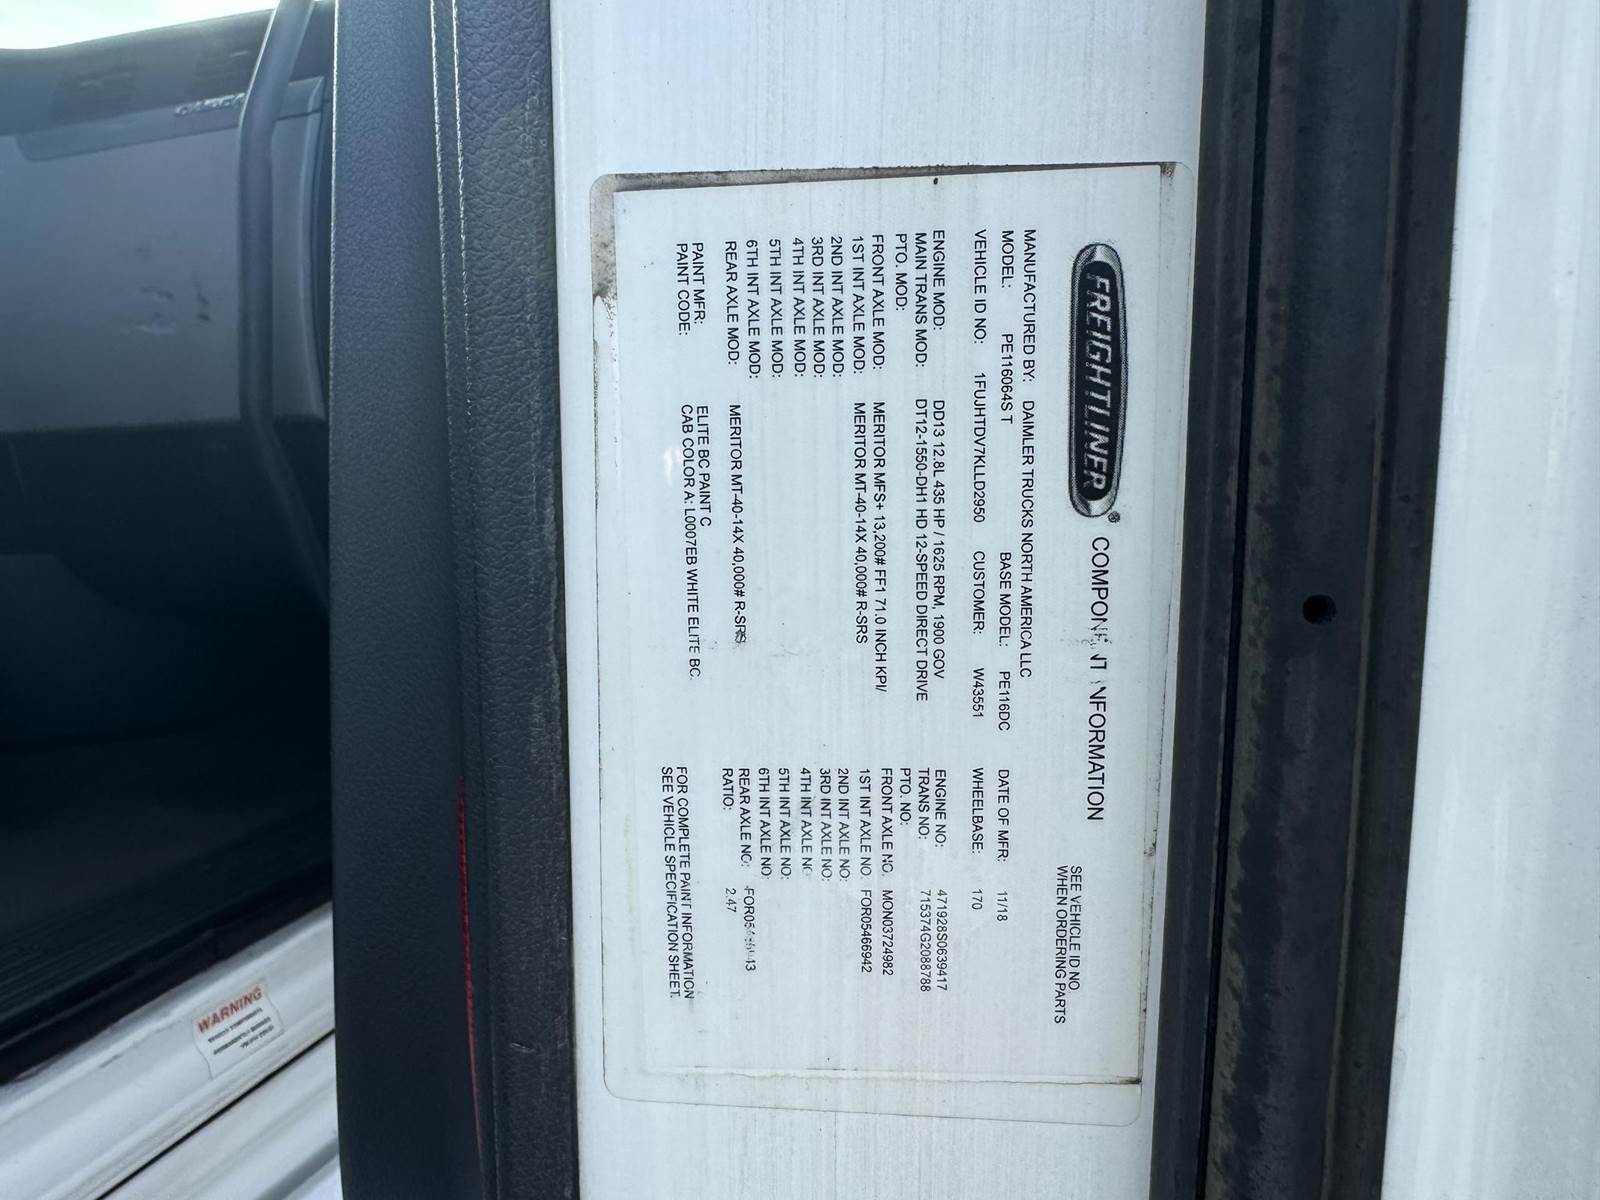 FREIGHTLINER® COMPONENT INFORMATION
SEE VEHICLE ID NO.
WHEN ORDERING PARTS
MANUFACTURED BY: DAIMLER TRUCKS NORTH AMERICA LLC
MODEL: PE116064S T BASE MODEL: PE116DC DATE OF MFR: 11/18
VEHICLE ID NO: 1FUJHTDV7KLLD2950 CUSTOMER: W43551 WHEELBASE: 170
ENGINE MOD: DD13 12.8L 435 HP / 1625 RPM, 1900 GOV ENGINE NO: 471928S0639417
MAIN TRANS MOD: DT12-1550-DH1 HD 12-SPEED DIRECT DRIVE TRANS NO: 715374G2088788
PTO. MOD: PTO. NO:
FRONT AXLE MOD: MERITOR MFS+ 13,200# FF1 71.0 INCH KPI/ FRONT AXLE NO. MON03724982
1ST INT AXLE MOD: MERITOR MT-40-14X 40,000# R-SRS 1ST INT AXLE NO. FOR05466942
2ND INT AXLE MOD: 2ND INT AXLE NO:
3RD INT AXLE MOD: 3RD INT AXLE NO:
4TH INT AXLE MOD: 4TH INT AXLE NO:
5TH INT AXLE MOD: 5TH INT AXLE NO:
6TH INT AXLE MOD: 6TH INT AXLE NO:
REAR AXLE MOD: MERITOR MT-40-14X 40,000# R-SRS REAR AXLE NO:
RATIO: 2.47
PAINT MFR: ELITE BC PAINT C
PAINT CODE: CAB COLOR A: L0007EB WHITE ELITE BC.
FOR COMPLETE PAINT INFORMATION
SEE VEHICLE SPECIFICATION SHEET.
WARNING